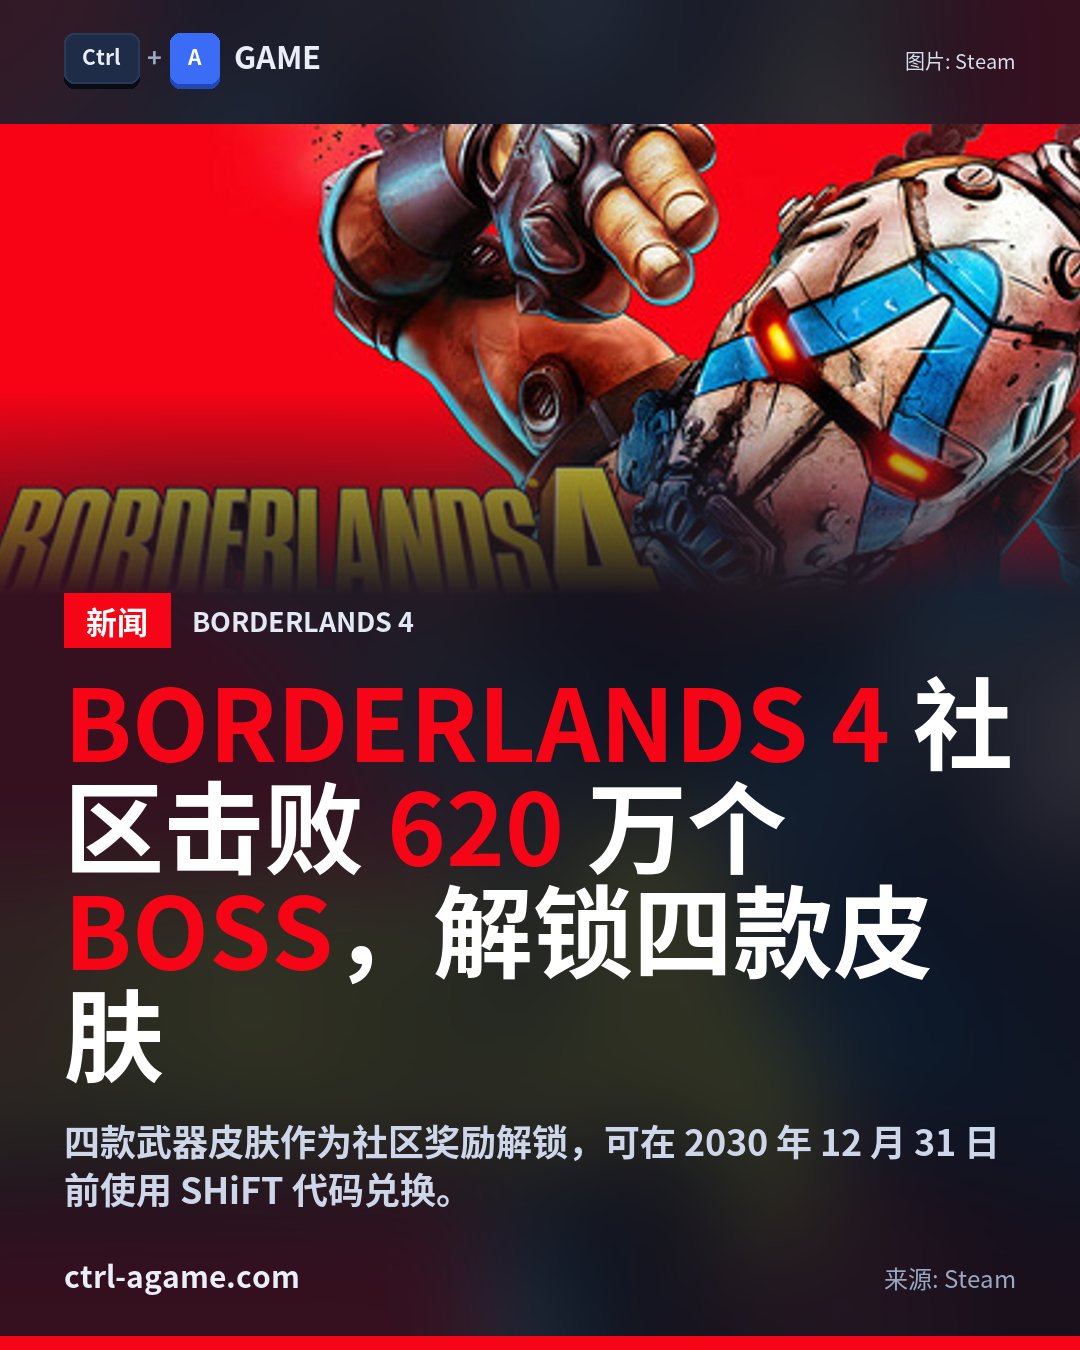 Ctrl + A GAME
图片: Steam
BORDERLANDS 4
新闻 BORDERLANDS 4
BORDERLANDS 4 社
区击败 620 万个
BOSS，解锁四款皮
肤
四款武器皮肤作为社区奖励解锁，可在 2030 年 12 月 31 日
前使用 SHiFT 代码兑换。
ctrl-agame.com
来源: Steam